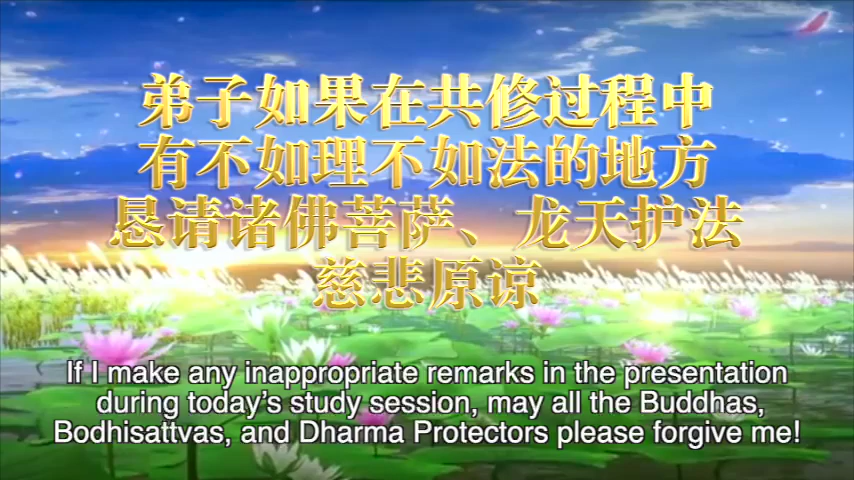 弟子如果在共修过程中
有不如理不如法的地方
恳请诸佛菩萨、龙天护法
慈悲原谅
If I make any inappropriate remarks in the presentation
during today's study session, may all the Buddhas,
Bodhisattvas, and Dharma Protectors please forgive me!